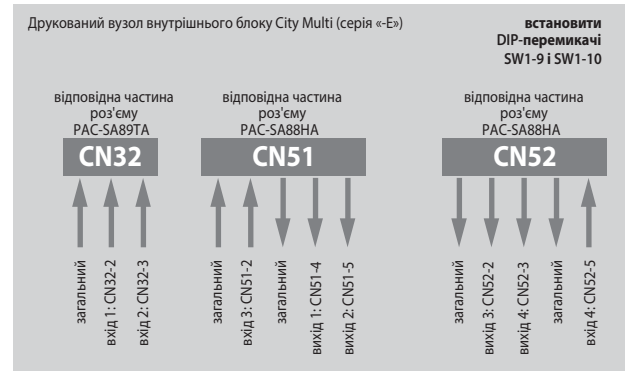 Друкований вузол внутрішнього блоку City Multi (серія «-E»)
встановити
DIP-перемикачі
SW1-9 і SW1-10
відповідна частина
роз'єму
PAC-SA89TA
CN32
загальний
вхід 1: CN32-2
вхід 2: CN32-3
відповідна частина
роз'єму
PAC-SA88HA
CN51
загальний
вхід 3: CN51-2
загальний
вихід 1: CN51-4
вихід 2: CN51-5
відповідна частина
роз'єму
PAC-SA88HA
CN52
загальний
вихід 3: CN52-2
вихід 4: CN52-3
загальний
вхід 4: CN52-5